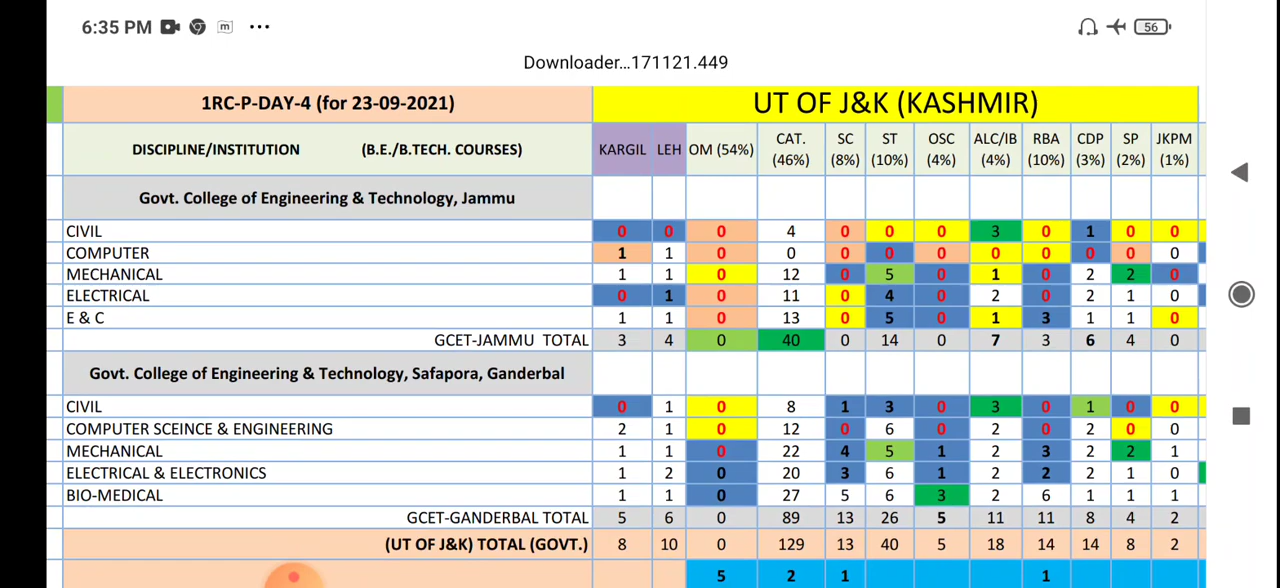 6:35 PM m ... 56
Downloader...171121.449
1RC-P-DAY-4 (for 23-09-2021) UT OF J&K (KASHMIR)
DISCIPLINE/INSTITUTION (B.E./B.TECH. COURSES) KARGIL LEH OM (54%) CAT. (46%) SC (8%) ST (10%) OSC (4%) ALC/IB (4%) RBA (10%) CDP (3%) SP (2%) JKPM (1%)
Govt. College of Engineering & Technology, Jammu
CIVIL 0 0 0 4 0 0 0 3 0 1 0 0
COMPUTER 1 1 0 0 0 0 0 0 0 0 0 0
MECHANICAL 1 1 0 12 0 5 0 1 0 2 2 0
ELECTRICAL 0 1 0 11 0 4 0 2 0 2 1 0
E & C 1 1 0 13 0 5 0 1 3 1 1 0
GCET-JAMMU TOTAL 3 4 0 40 0 14 0 7 3 6 4 0
Govt. College of Engineering & Technology, Safapora, Ganderbal
CIVIL 0 1 0 8 1 3 0 3 0 1 0 0
COMPUTER SCEINCE & ENGINEERING 2 1 0 12 0 6 0 2 0 2 0 0
MECHANICAL 1 1 0 22 4 5 1 2 3 2 2 1
ELECTRICAL & ELECTRONICS 1 2 0 20 3 6 1 2 2 2 1 0
BIO-MEDICAL 1 1 0 27 5 6 3 2 6 1 1 1
GCET-GANDERBAL TOTAL 5 6 0 89 13 26 5 11 11 8 4 2
(UT OF J&K) TOTAL (GOVT.) 8 10 0 129 13 40 5 18 14 14 8 2
5 2 1 1